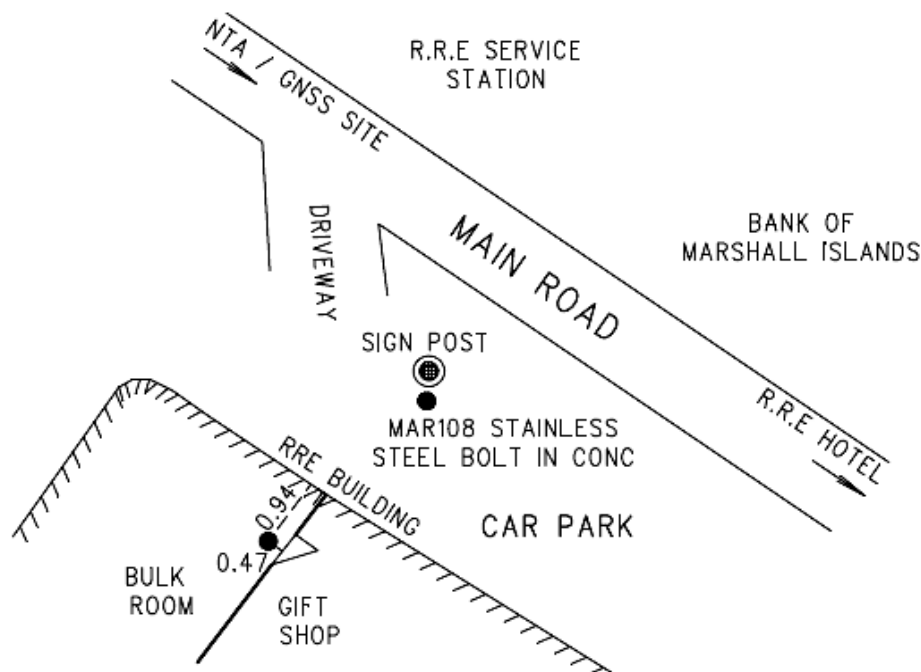 NTA / GNSS SITE
R.R.E SERVICE
STATION
DRIVEWAY
MAIN ROAD
BANK OF
MARSHALL ISLANDS
SIGN POST
R.R.E HOTEL
MAR108 STAINLESS
STEEL BOLT IN CONC
RRE BUILDING
CAR PARK
0.94
0.47
BULK
ROOM
GIFT
SHOP